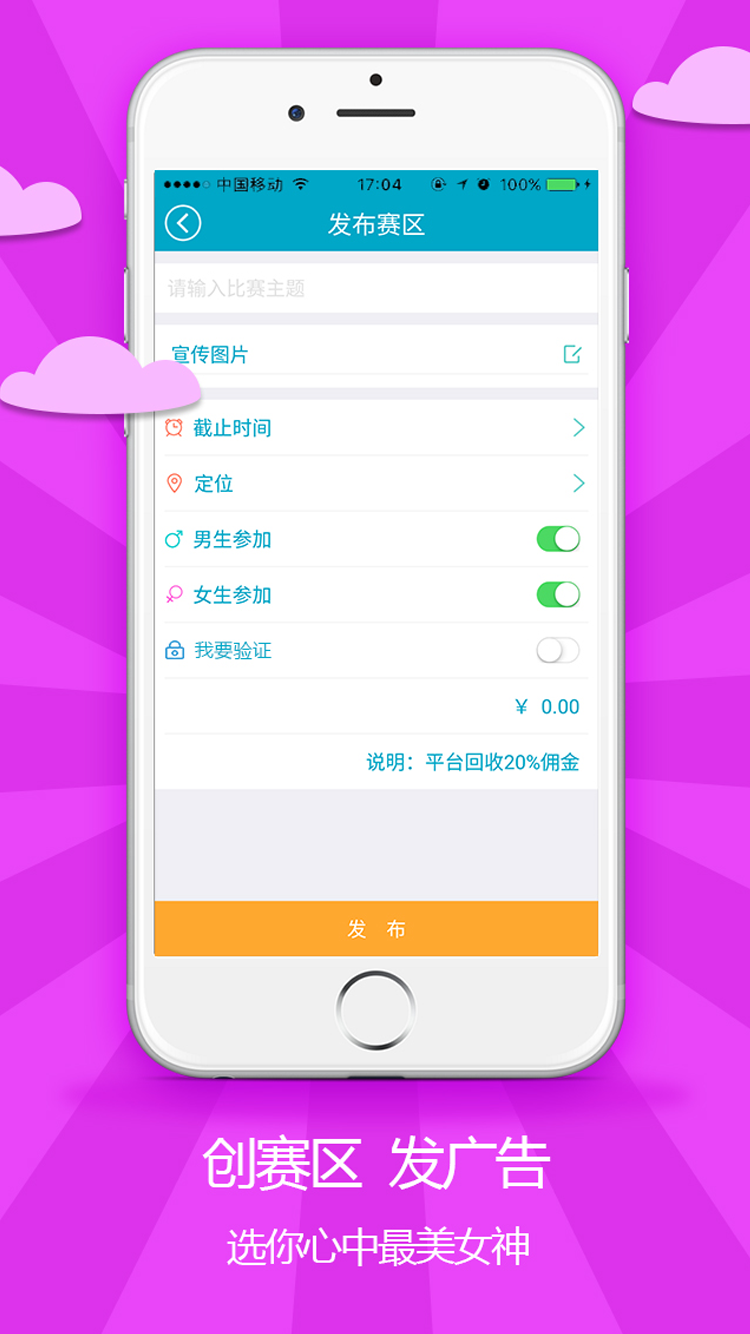 中国移动 17:04 100%
发布赛区
请输入比赛主题
宣传图片
截止时间
定位
男生参加
女生参加
我要验证
¥ 0.00
说明：平台回收20%佣金
发 布
创赛区 发广告
选你心中最美女神